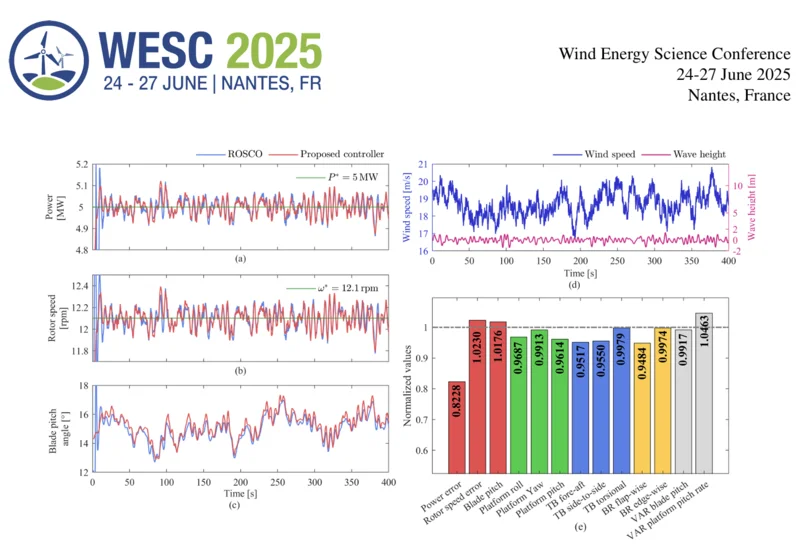 WESC 2025
24 - 27 JUNE | NANTES, FR
Wind Energy Science Conference
24-27 June 2025
Nantes, France
ROSCO
Proposed controller
P* = 5 MW
Power
[MW]
5.2
5.1
5
4.9
4.8
(a)
ω* = 12.1 rpm
Rotor speed
[rpm]
12.4
12.2
12
11.8
(b)
Blade pitch
angle [°]
18
16
14
12
0 50 100 150 200 250 300 350 400
Time [s]
(c)
Wind speed
Wave height
Wind speed [m/s]
21
20
19
18
17
16
Wave height [m]
10
5
2
0
-2
0 50 100 150 200 250 300 350 400
Time [s]
(d)
Normalized values
1
0.9
0.8
0.7
0.6
0.8228
1.0230
1.0176
0.9687
0.9913
0.9614
0.9517
0.9550
0.9979
0.9484
0.9974
0.9917
1.0463
Power error
Rotor speed error
Blade pitch
Platform roll
Platform Yaw
Platform pitch
TB fore-aft
TB side-to-side
TB torsional
BR flap-wise
BR edge-wise
VAR blade pitch
VAR platform pitch rate
(e)